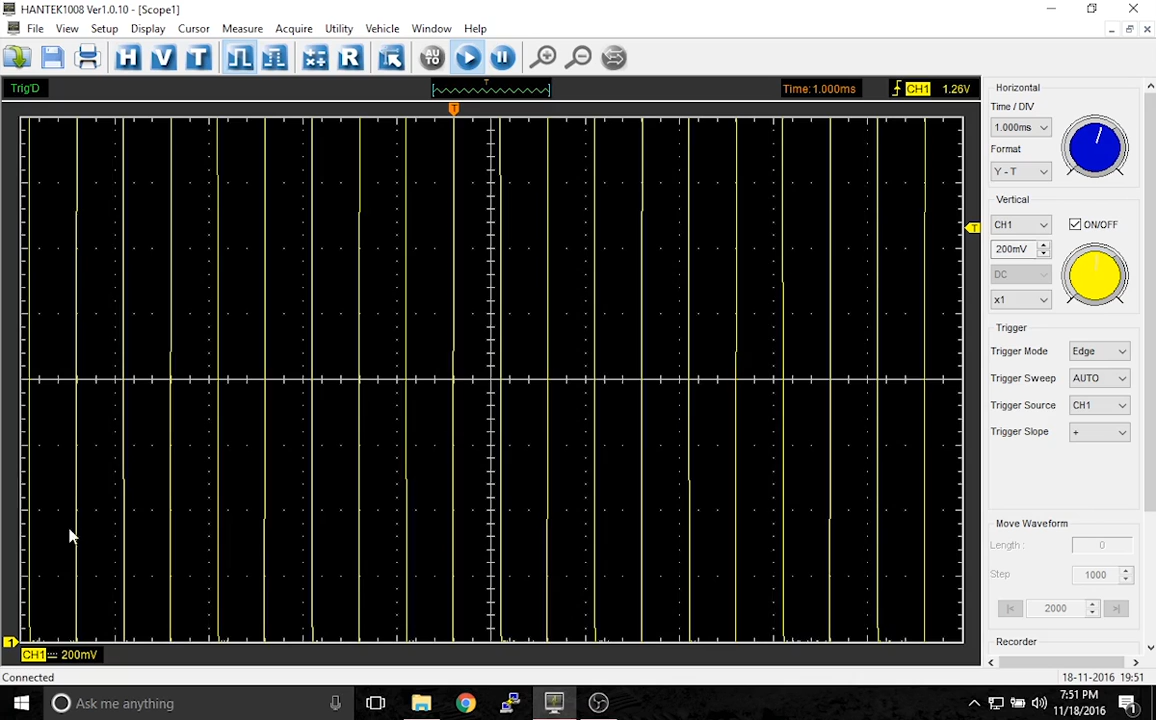 HANTEK1008 Ver1.0.10 - [Scope1]
File View Setup Display Cursor Measure Acquire Utility Vehicle Window Help
H V T R AUTO
Trig'D T Time:1.000ms CH1 1.26V
T
T
1
CH1 200mV
Horizontal
Time / DIV
1.000ms
Format
Y - T
Vertical
CH1 ON/OFF
200mV
DC
x1
Trigger
Trigger Mode Edge
Trigger Sweep AUTO
Trigger Source CH1
Trigger Slope +
Move Waveform
Length : 0
Step 1000
2000
Recorder
Connected 18-11-2016 19:51
Ask me anything 7:51 PM
11/18/2016 1